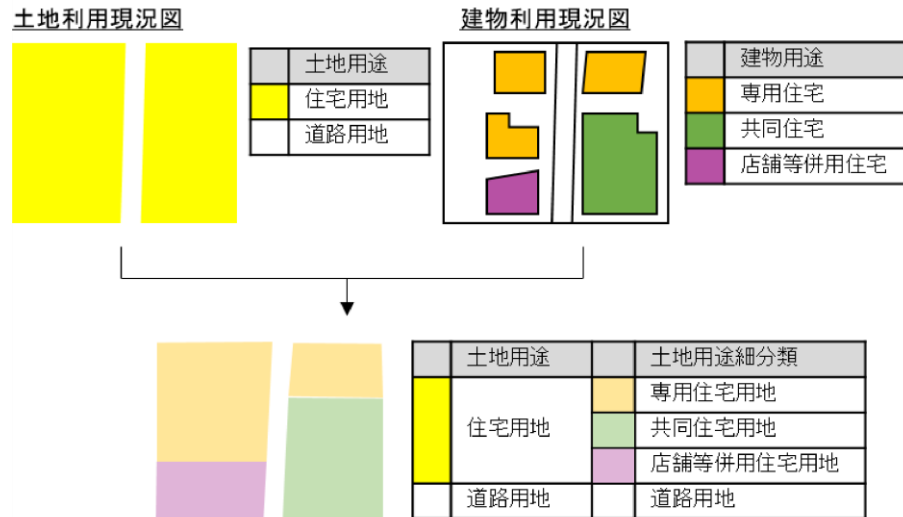 土地利用現況図
建物利用現況図
土地用途
住宅用地
道路用地
建物用途
専用住宅
共同住宅
店舗等併用住宅
土地用途 土地用途細分類
住宅用地
専用住宅用地
共同住宅用地
店舗等併用住宅用地
道路用地 道路用地